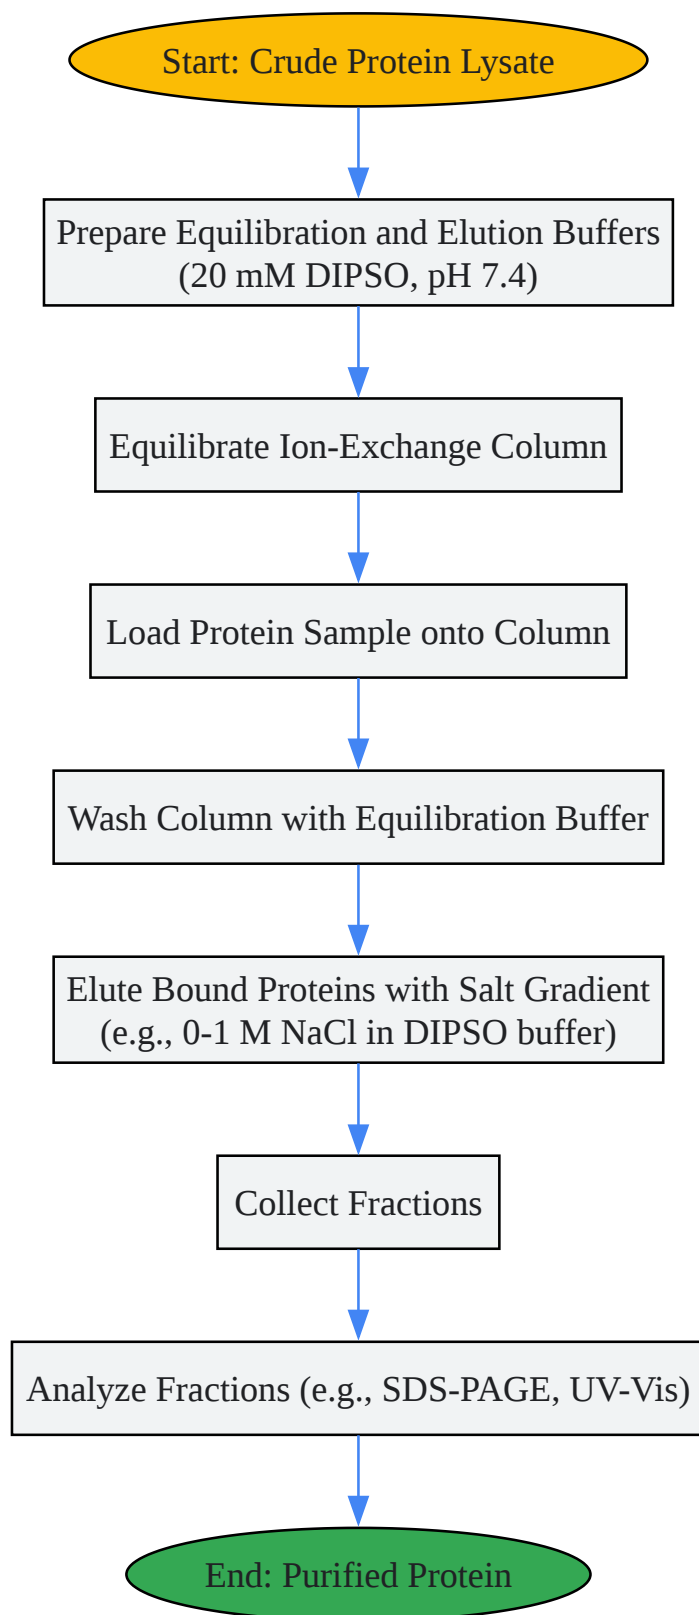 Start: Crude Protein Lysate
Prepare Equilibration and Elution Buffers
(20 mM DIPSO, pH 7.4)
Equilibrate Ion-Exchange Column
Load Protein Sample onto Column
Wash Column with Equilibration Buffer
Elute Bound Proteins with Salt Gradient
(e.g., 0-1 M NaCl in DIPSO buffer)
Collect Fractions
Analyze Fractions (e.g., SDS-PAGE, UV-Vis)
End: Purified Protein